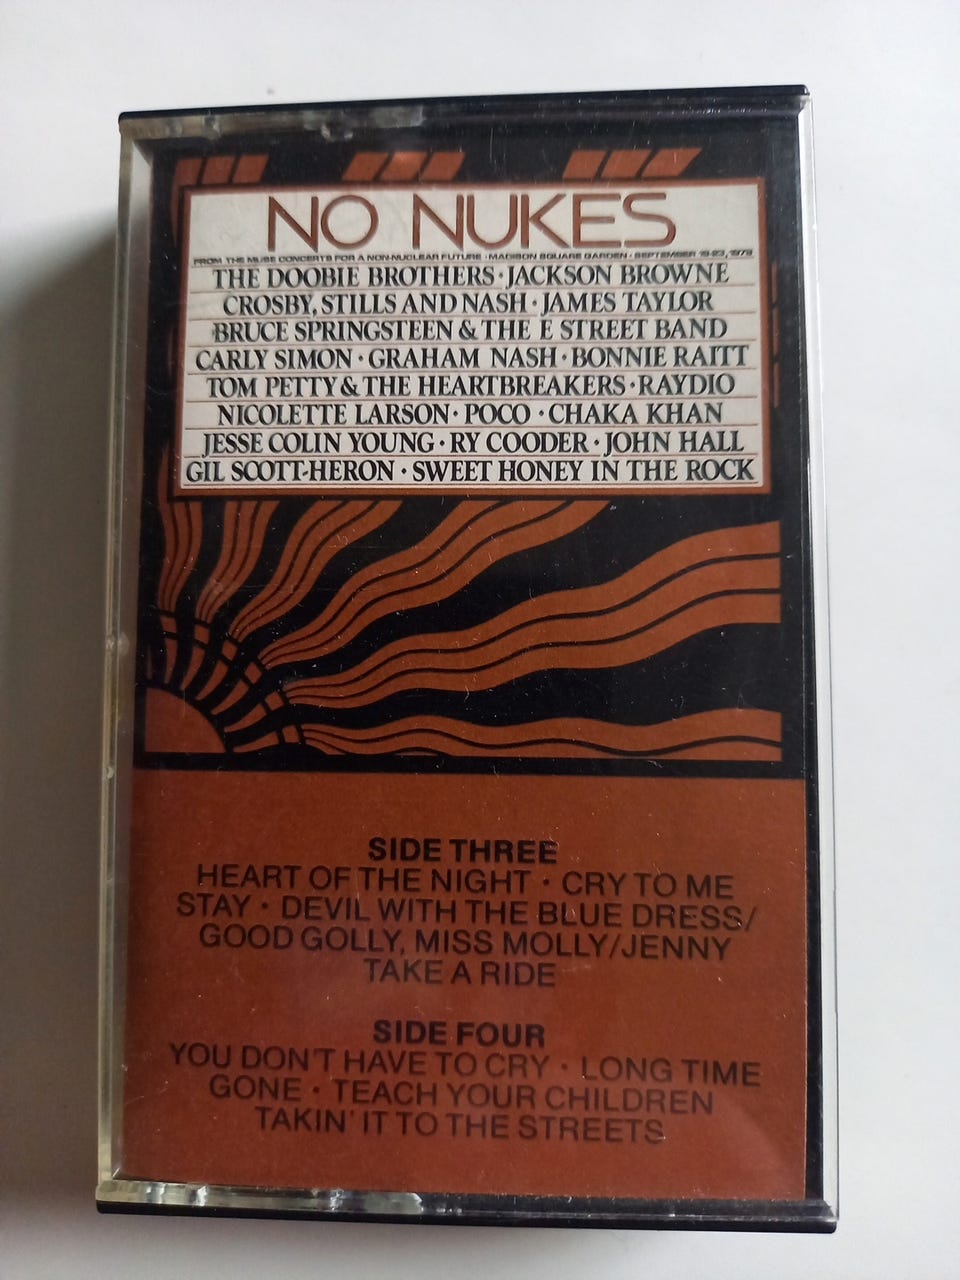 NO NUKES
FROM THE MUSE CONCERTS FOR A NON-NUCLEAR FUTURE · MADISON SQUARE GARDEN · SEPTEMBER 19-23, 1979
THE DOOBIE BROTHERS · JACKSON BROWNE
CROSBY, STILLS AND NASH · JAMES TAYLOR
BRUCE SPRINGSTEEN & THE E STREET BAND
CARLY SIMON · GRAHAM NASH · BONNIE RAITT
TOM PETTY & THE HEARTBREAKERS · RAYDIO
NICOLETTE LARSON · POCO · CHAKA KHAN
JESSE COLIN YOUNG · RY COODER · JOHN HALL
GIL SCOTT-HERON · SWEET HONEY IN THE ROCK
SIDE THREE
HEART OF THE NIGHT · CRY TO ME
STAY · DEVIL WITH THE BLUE DRESS/
GOOD GOLLY, MISS MOLLY/JENNY
TAKE A RIDE
SIDE FOUR
YOU DON'T HAVE TO CRY · LONG TIME
GONE · TEACH YOUR CHILDREN
TAKIN' IT TO THE STREETS